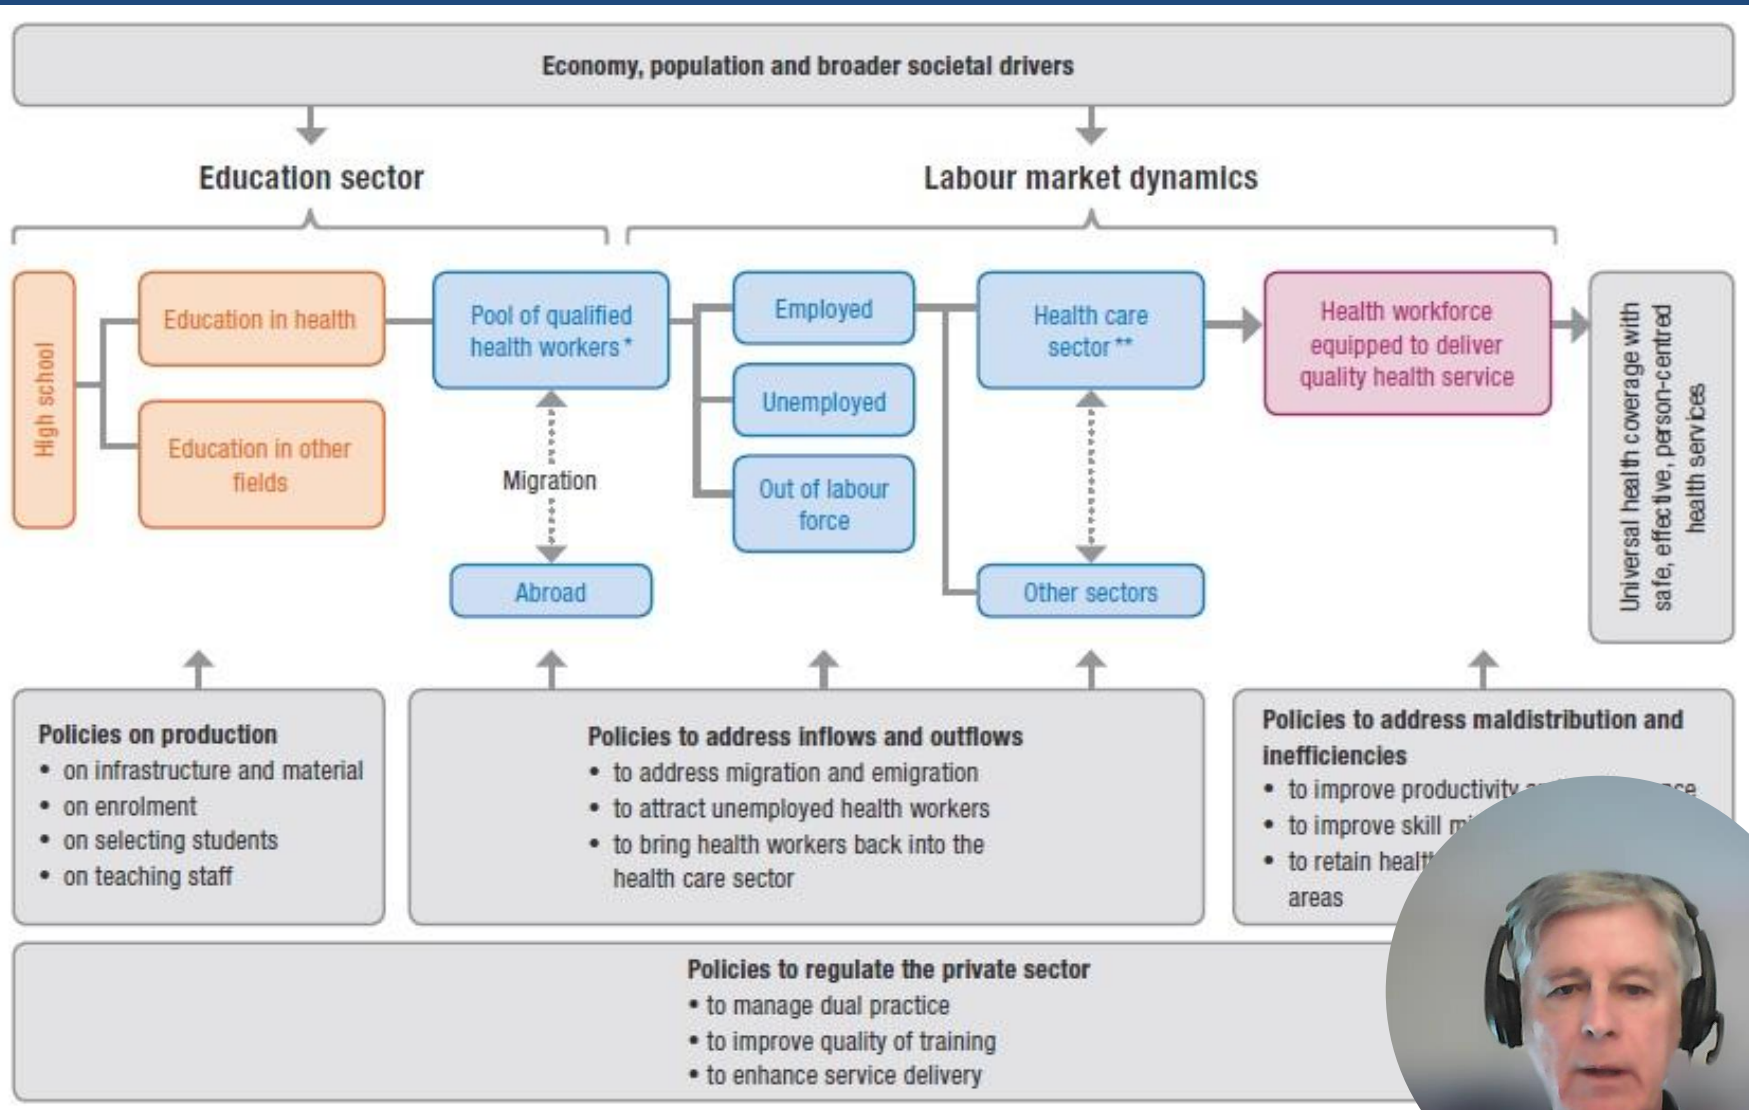 Economy, population and broader societal drivers
Education sector
Labour market dynamics
High school
Education in health
Education in other
fields
Pool of qualified
health workers *
Migration
Abroad
Employed
Unemployed
Out of labour
force
Health care
sector **
Other sectors
Health workforce
equipped to deliver
quality health service
Universal health coverage with
safe, effective, person-centred
health services
Policies on production
• on infrastructure and material
• on enrolment
• on selecting students
• on teaching staff
Policies to address inflows and outflows
• to address migration and emigration
• to attract unemployed health workers
• to bring health workers back into the
health care sector
Policies to address maldistribution and
inefficiencies
• to improve productivity
• to improve skill
• to retain
areas
Policies to regulate the private sector
• to manage dual practice
• to improve quality of training
• to enhance service delivery